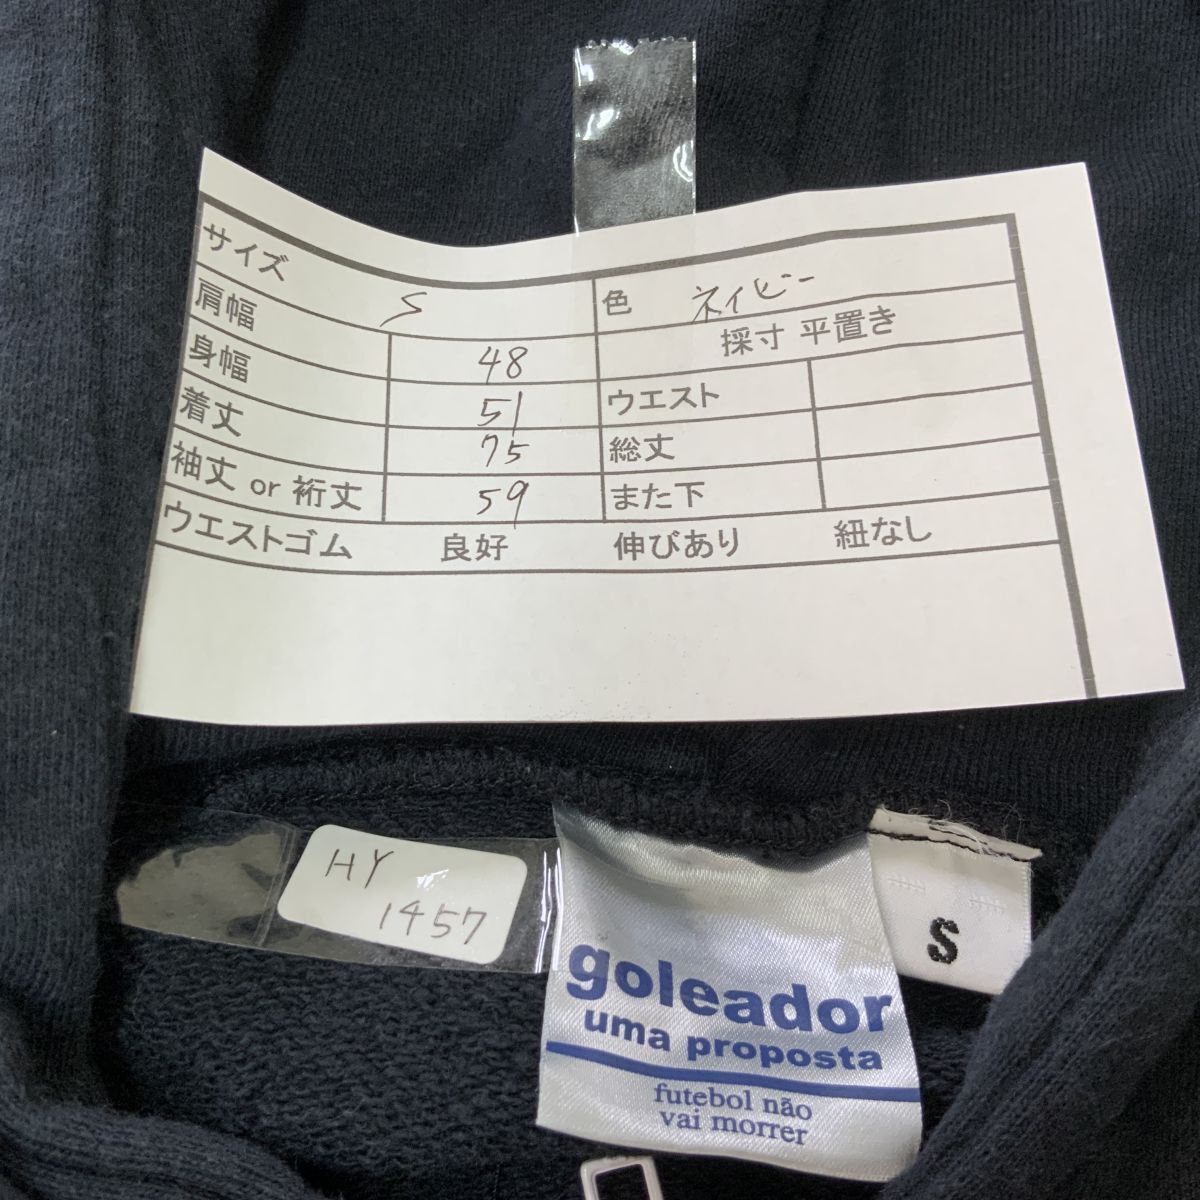 サイズ S 色 ネイビー
肩幅 48 採寸 平置き
身幅 51 ウエスト
着丈 75 総丈
袖丈 or 裄丈 59 また下
ウエストゴム 良好 伸びあり 紐なし
HY
1457
goleador
uma proposta
futebol não
vai morrer
S